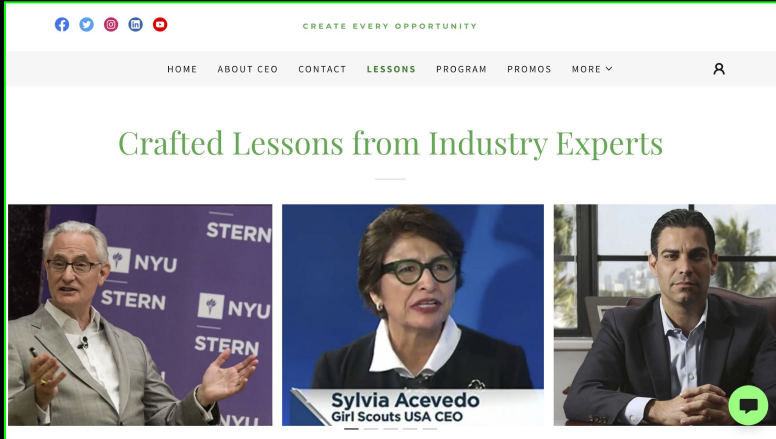 CREATE EVERY OPPORTUNITY
HOME ABOUT CEO CONTACT LESSONS PROGRAM PROMOS MORE
Crafted Lessons from Industry Experts
STERN
NYU
STERN
NYU
STERN
NYU
Sylvia Acevedo
Girl Scouts USA CEO